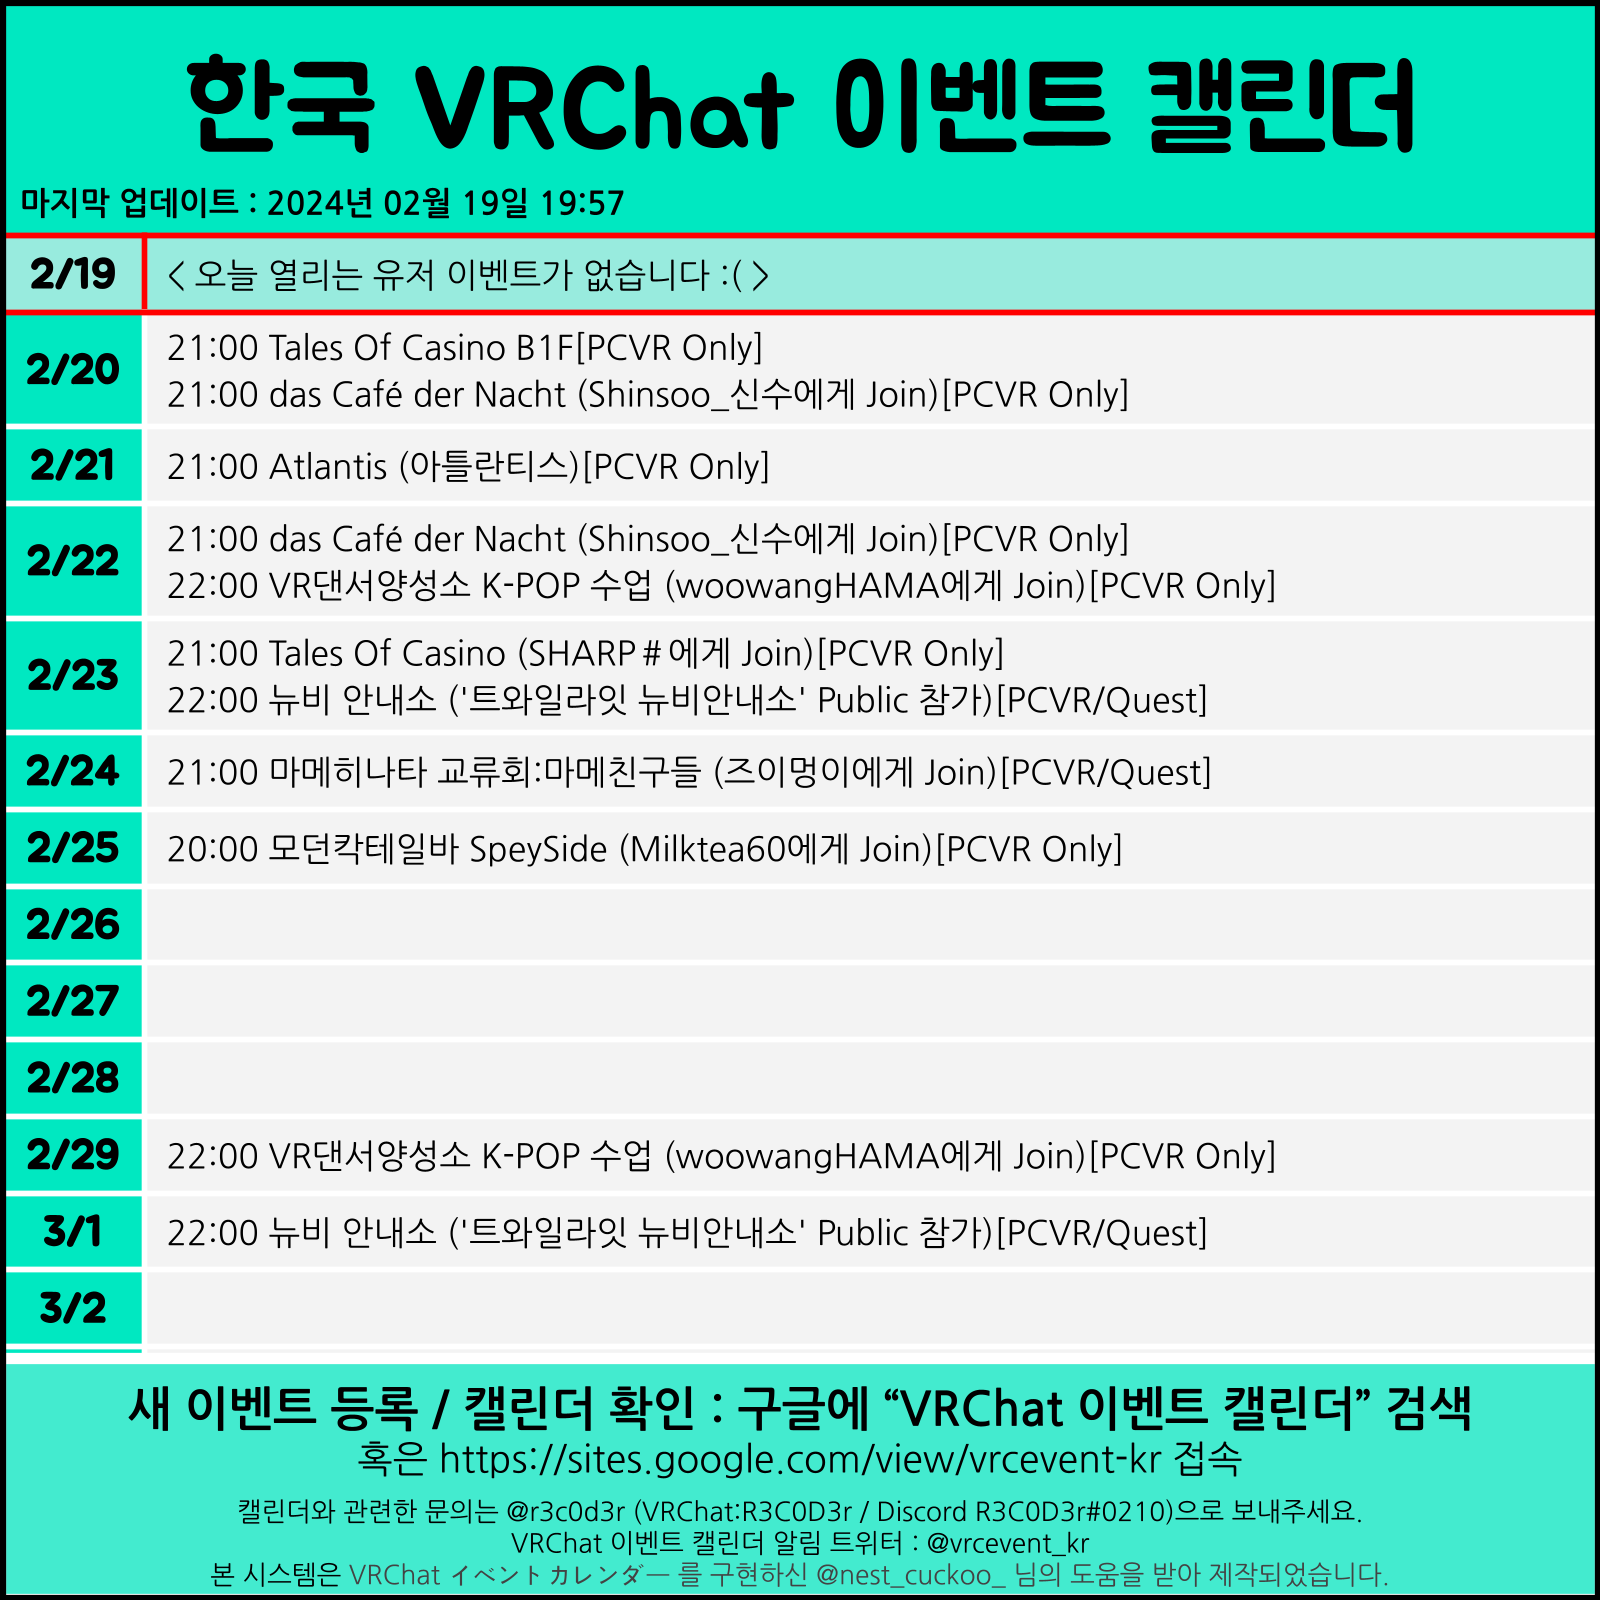 한국 VRChat 이벤트 캘린더
마지막 업데이트 : 2024년 02월 19일 19:57
2/19 < 오늘 열리는 유저 이벤트가 없습니다 :( >
2/20 21:00 Tales Of Casino B1F[PCVR Only]
21:00 das Café der Nacht (Shinsoo_신수에게 Join)[PCVR Only]
2/21 21:00 Atlantis (아틀란티스)[PCVR Only]
2/22 21:00 das Café der Nacht (Shinsoo_신수에게 Join)[PCVR Only]
22:00 VR댄서양성소 K-POP 수업 (woowangHAMA에게 Join)[PCVR Only]
2/23 21:00 Tales Of Casino (SHARP#에게 Join)[PCVR Only]
22:00 뉴비 안내소 ('트와일라잇 뉴비안내소' Public 참가)[PCVR/Quest]
2/24 21:00 마메히나타 교류회:마메친구들 (즈이멍이에게 Join)[PCVR/Quest]
2/25 20:00 모던칵테일바 SpeySide (Milktea60에게 Join)[PCVR Only]
2/26
2/27
2/28
2/29 22:00 VR댄서양성소 K-POP 수업 (woowangHAMA에게 Join)[PCVR Only]
3/1 22:00 뉴비 안내소 ('트와일라잇 뉴비안내소' Public 참가)[PCVR/Quest]
3/2
새 이벤트 등록 / 캘린더 확인 : 구글에 “VRChat 이벤트 캘린더” 검색
혹은 https://sites.google.com/view/vrcevent-kr 접속
캘린더와 관련한 문의는 @r3c0d3r (VRChat:R3C0D3r / Discord R3C0D3r#0210)으로 보내주세요.
VRChat 이벤트 캘린더 알림 트위터 : @vrcevent_kr
본 시스템은 VRChat イベントカレンダー 를 구현하신 @nest_cuckoo_ 님의 도움을 받아 제작되었습니다.